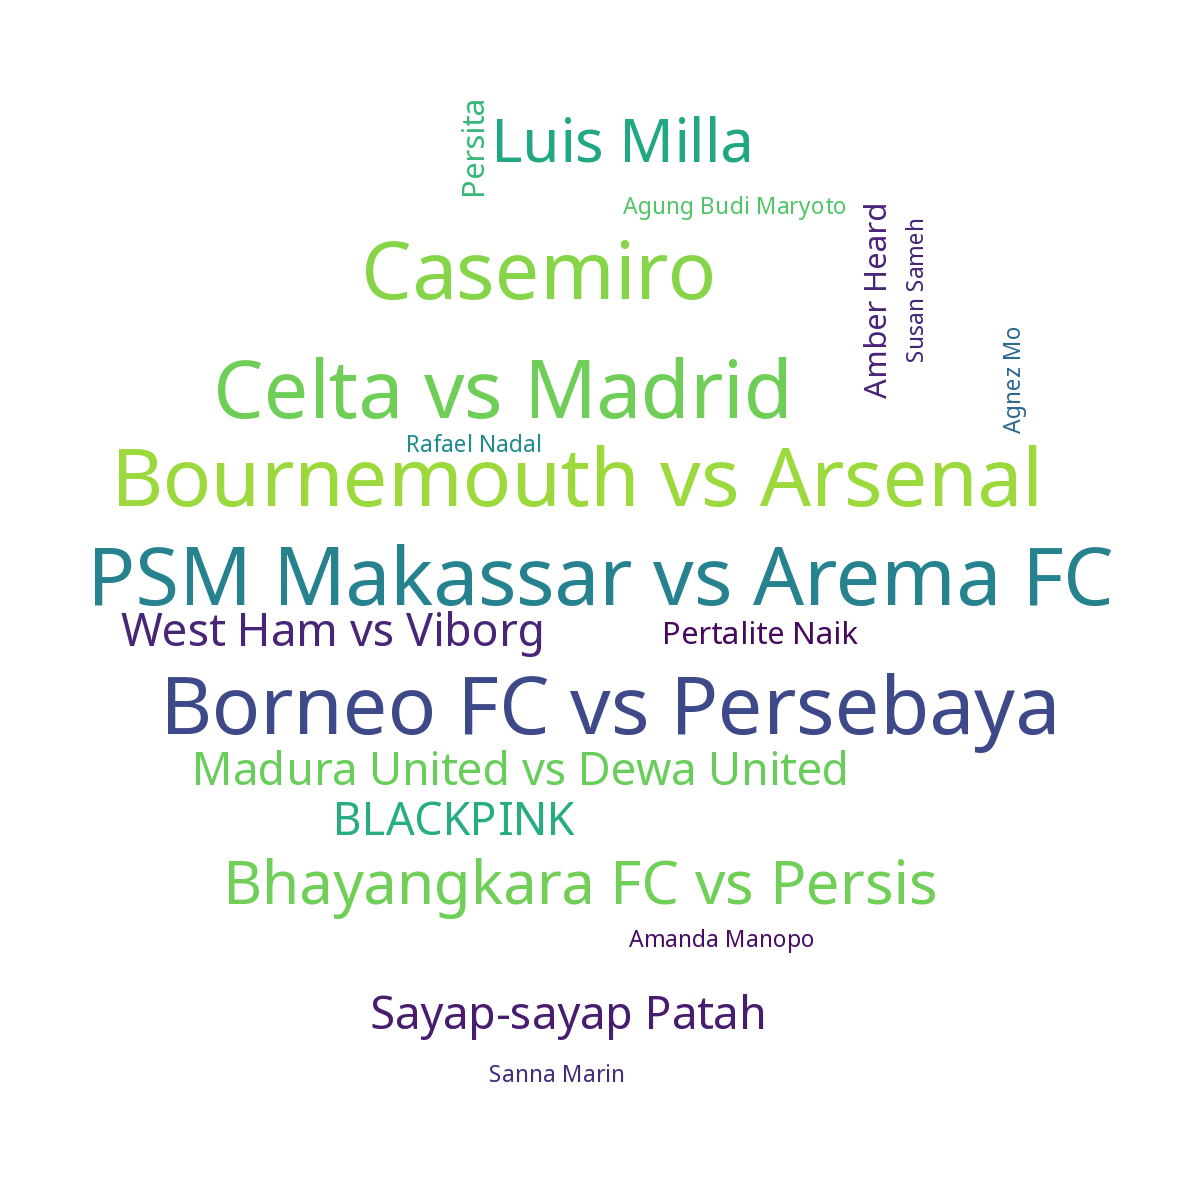 Persita
Luis Milla
Agung Budi Maryoto
Amber Heard
Susan Sameh
Casemiro
Agnez Mo
Celta vs Madrid
Rafael Nadal
Bournemouth vs Arsenal
PSM Makassar vs Arema FC
West Ham vs Viborg
Pertalite Naik
Borneo FC vs Persebaya
Madura United vs Dewa United
BLACKPINK
Bhayangkara FC vs Persis
Amanda Manopo
Sayap-sayap Patah
Sanna Marin